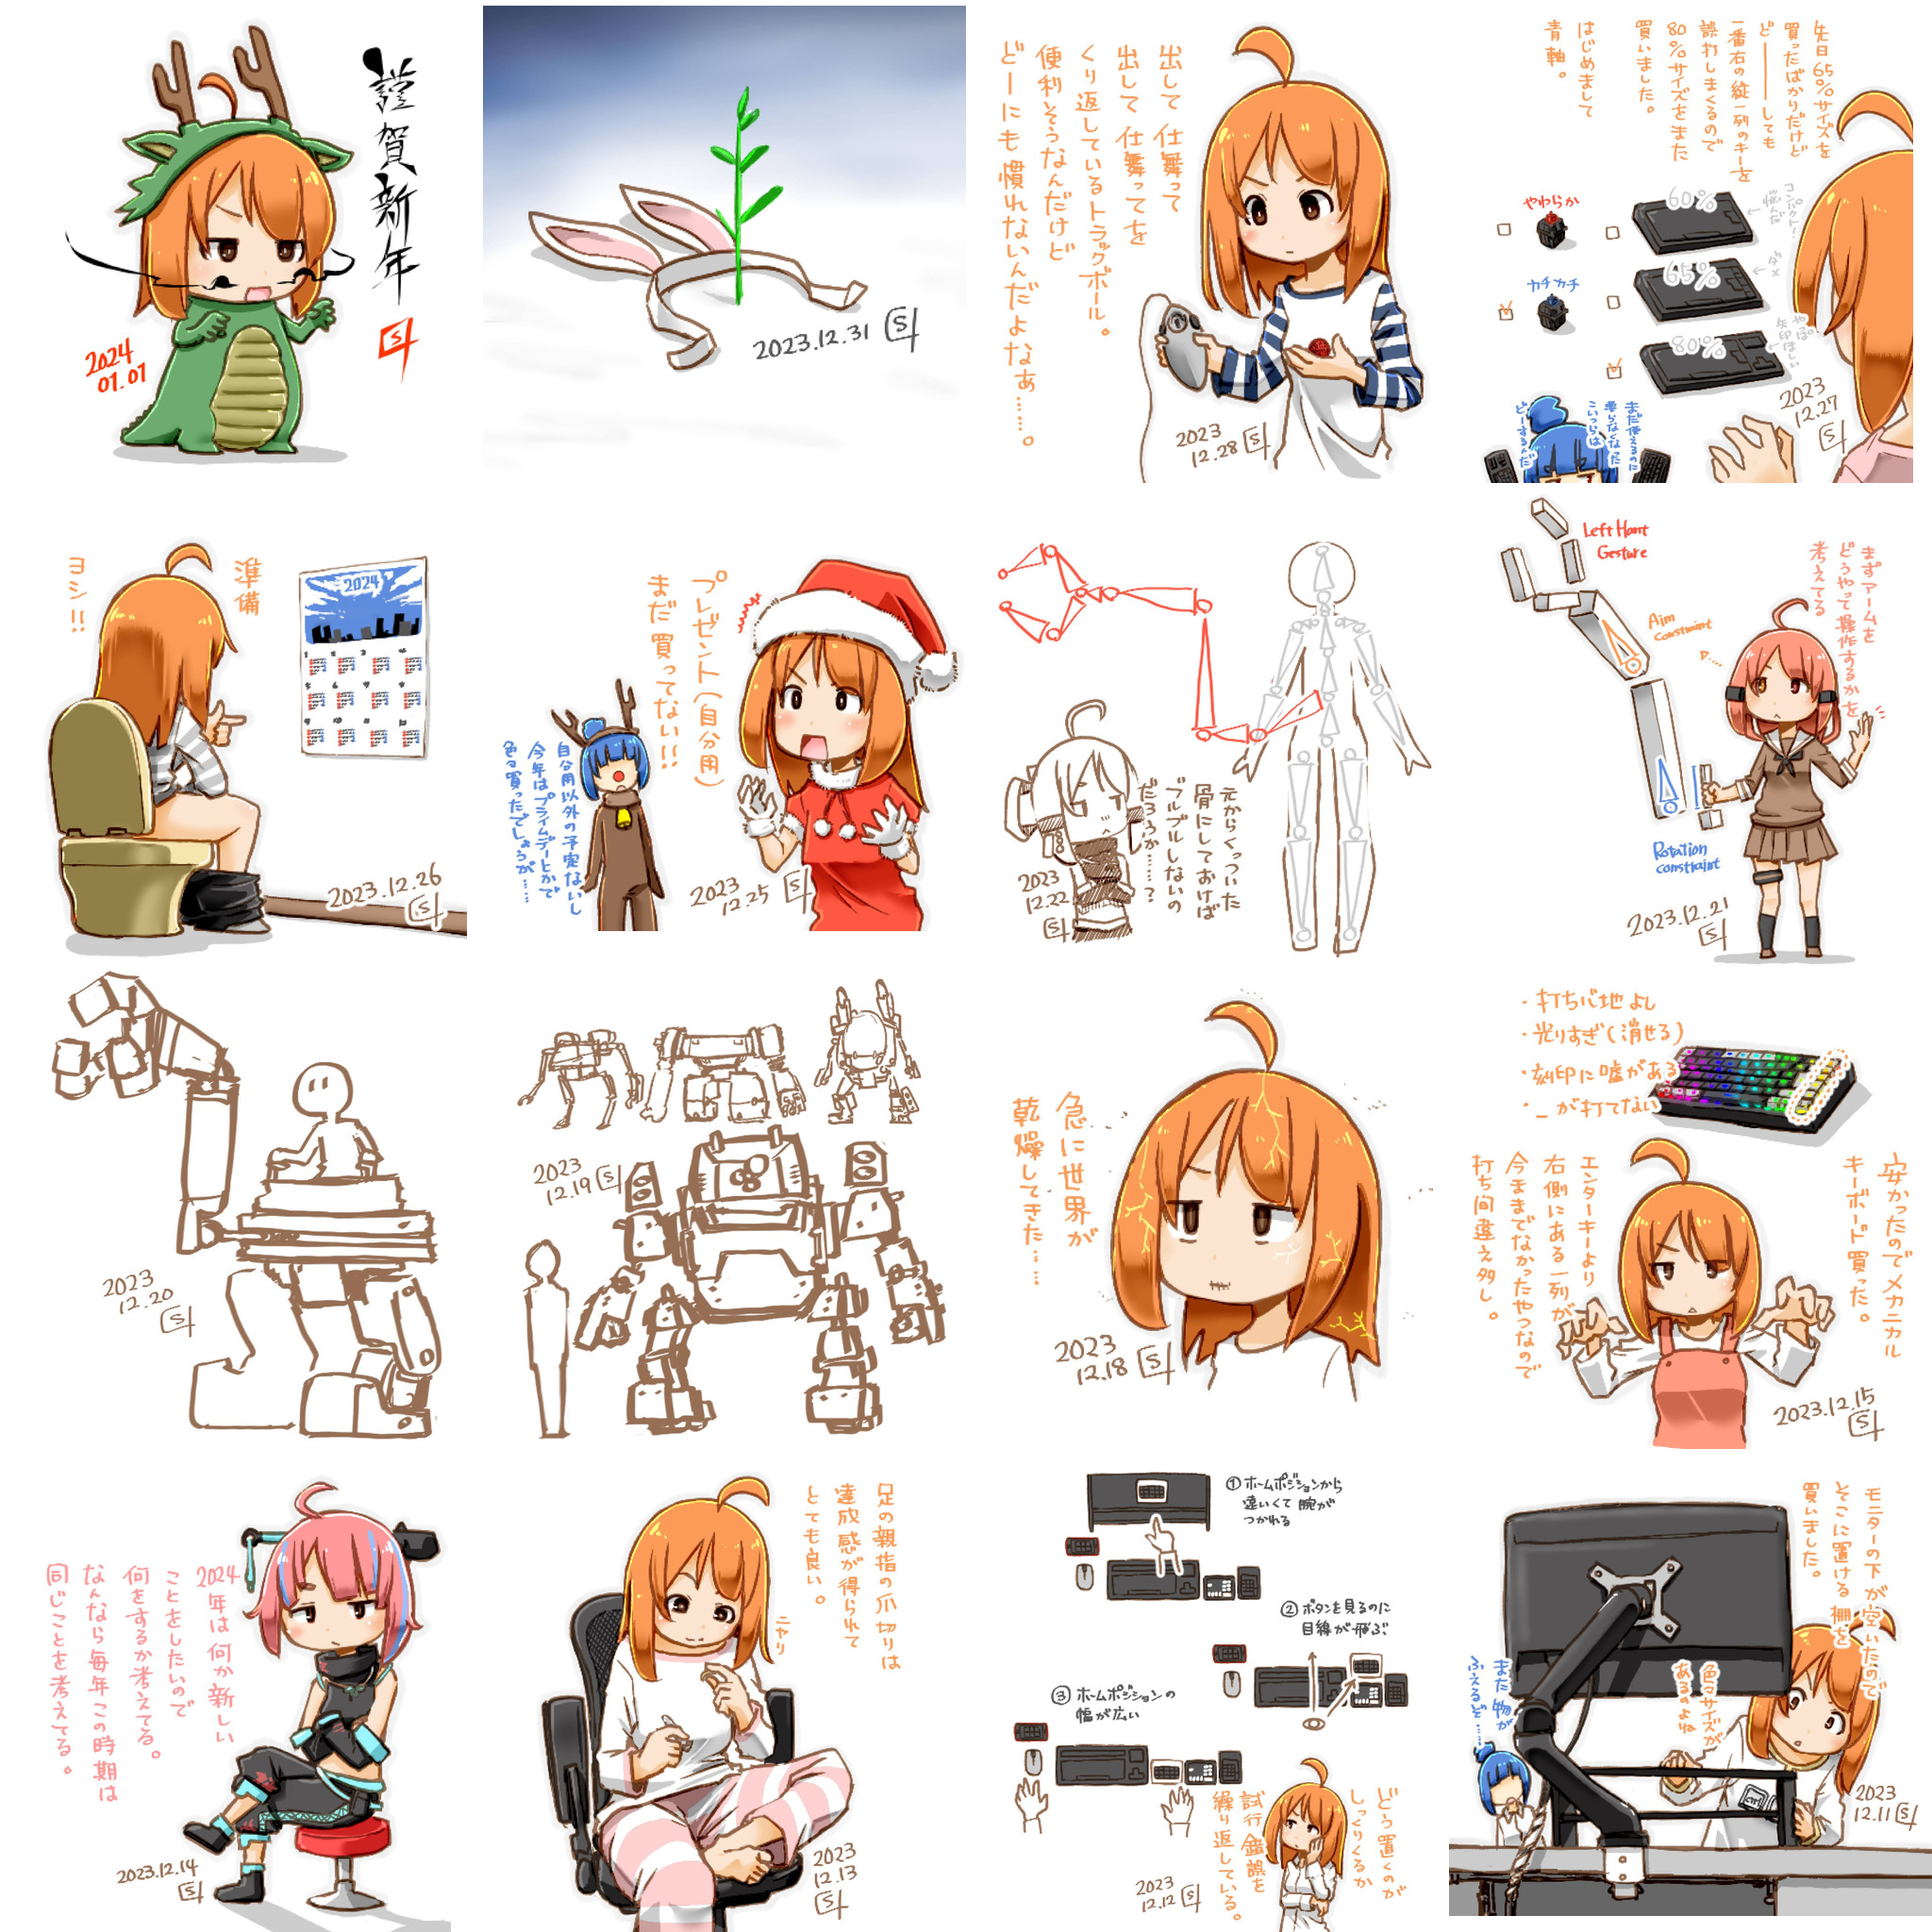 謹賀新年
2024
01.01
2023.12.31
出して仕舞って
出して仕舞ってを
くり返しているトラックボール。
便利そうなんだけど
どーにも慣れないんだよなぁ……。
2023
12.28
先日65%サイズを
買ったばかりだけど
ど――しても
一番右の縦一列のキーを
誤打しまくるので
80%サイズをまた
買いました。
はじめまして
青軸。
やわらか
カチカチ
60%
65%
80%
まだ使えるのに
要らなくなった
こいつらは
どーするんだ
2023
12.27
準備
ヨシ!!
2024
2023.12.26
プレゼント(自分用)
まだ買ってない!!
自分用以外の予定ないし
今年はプライムデーとかで
色々買ったでしょうが……
2023
12.25
元からくっついた
骨にしておけば
プルプルしないの
だろうか……?
2023
12.22
Left Hant
Gesture
まずアームを
どうやって操作するかを
考えてる
Aim
constraint
Rotation
constraint
2023.12.21
2023
12.20
2023
12.19
急に世界が
乾燥してきた……
2023
12.18
・打ち心地よし
・光りすぎ(消せる)
・刻印に嘘がある
・_が打てない
安かったのでメカニカル
キーボード買った。
エンターキーより
右側にある一列が
今までなかったやつなので
打ち間違え多し。
2023.12.15
2024年は何か新しい
ことをしたいので
何をするか考えてる。
なんなら毎年この時期は
同じことを考えてる。
2023.12.14
足の親指の爪切りは
達成感が得られて
とても良い。
ニヤリ
2023
12.13
①ホームポジションから
遠いくて腕が
つかれる
②ボタンを見るのに
目線が飛ぶ
③ホームポジションの
幅が広い
どう置くのが
しっくりくるか
試行錯誤を
繰り返している。
2023
12.12
モニターの下が空いたので
そこに置ける棚を
買いました。
色々サイズが
あるのよね
また物が
ふえるぞ……
2023
12.11